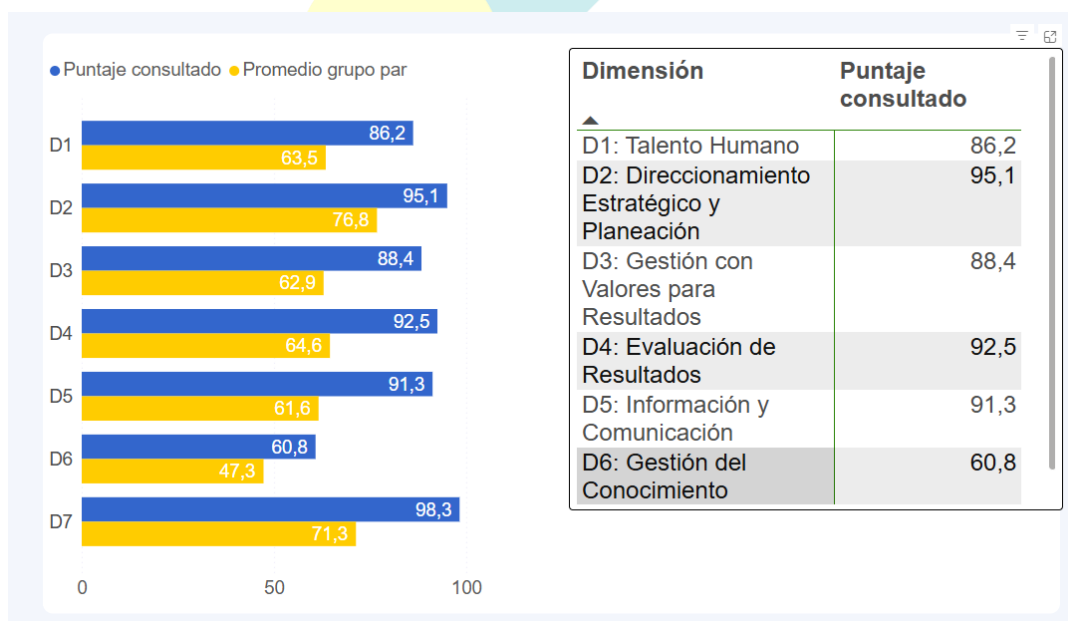 Puntaje consultado Promedio grupo par
D1
86,2
63,5
D2
95,1
76,8
D3
88,4
62,9
D4
92,5
64,6
D5
91,3
61,6
D6
60,8
47,3
D7
98,3
71,3
0 50 100
Dimensión Puntaje
consultado
D1: Talento Humano 86,2
D2: Direccionamiento 95,1
Estratégico y
Planeación
D3: Gestión con 88,4
Valores para
Resultados
D4: Evaluación de 92,5
Resultados
D5: Información y 91,3
Comunicación
D6: Gestión del 60,8
Conocimiento